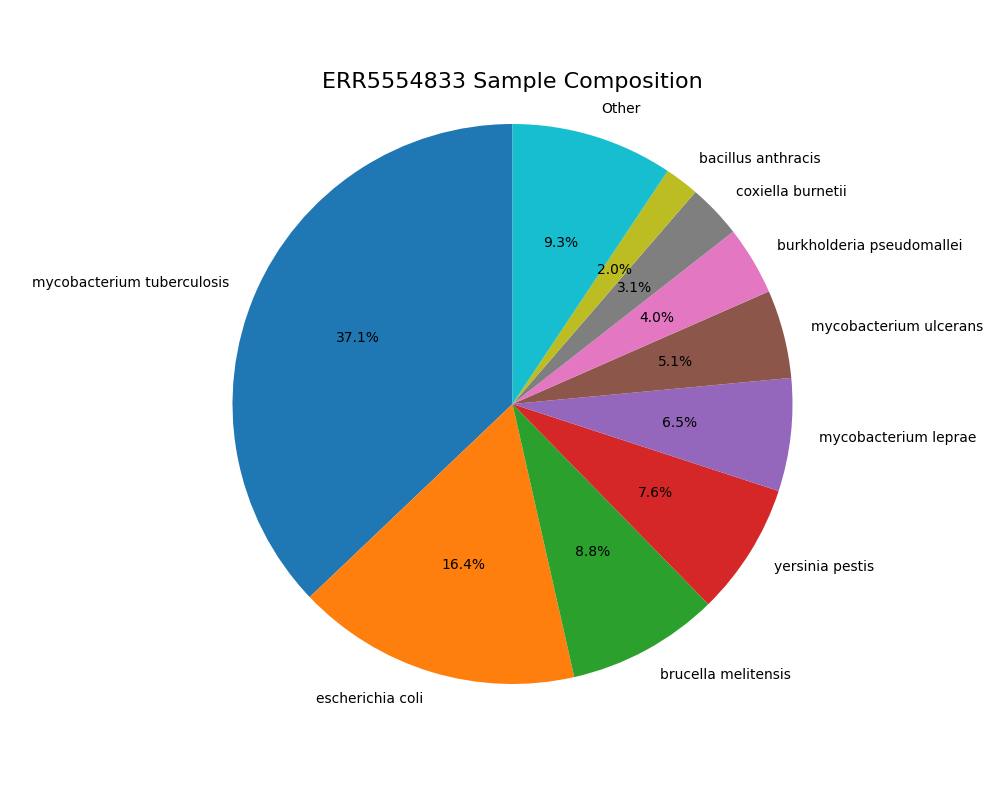 ERR5554833 Sample Composition
Other
bacillus anthracis
coxiella burnetii
burkholderia pseudomallei
mycobacterium ulcerans
mycobacterium leprae
yersinia pestis
brucella melitensis
escherichia coli
mycobacterium tuberculosis
9.3%
2.0%
3.1%
4.0%
5.1%
6.5%
7.6%
8.8%
16.4%
37.1%